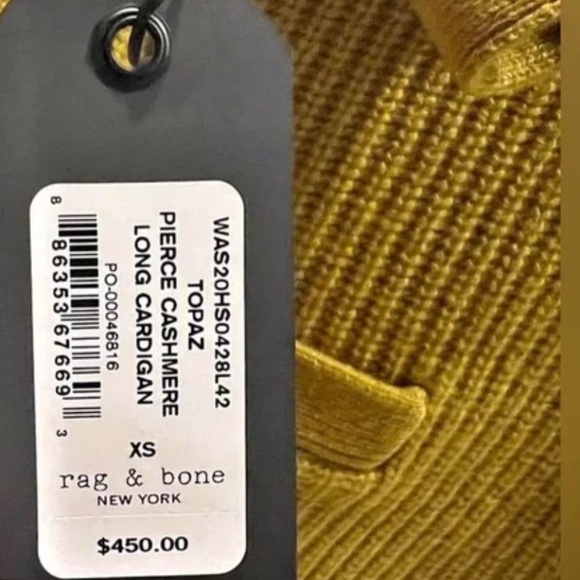 WAS20HS0428L42
TOPAZ
PIERCE CASHMERE
LONG CARDIGAN
PO-00046816
8 86353 67669 3
XS
rag & bone
NEW YORK
$450.00